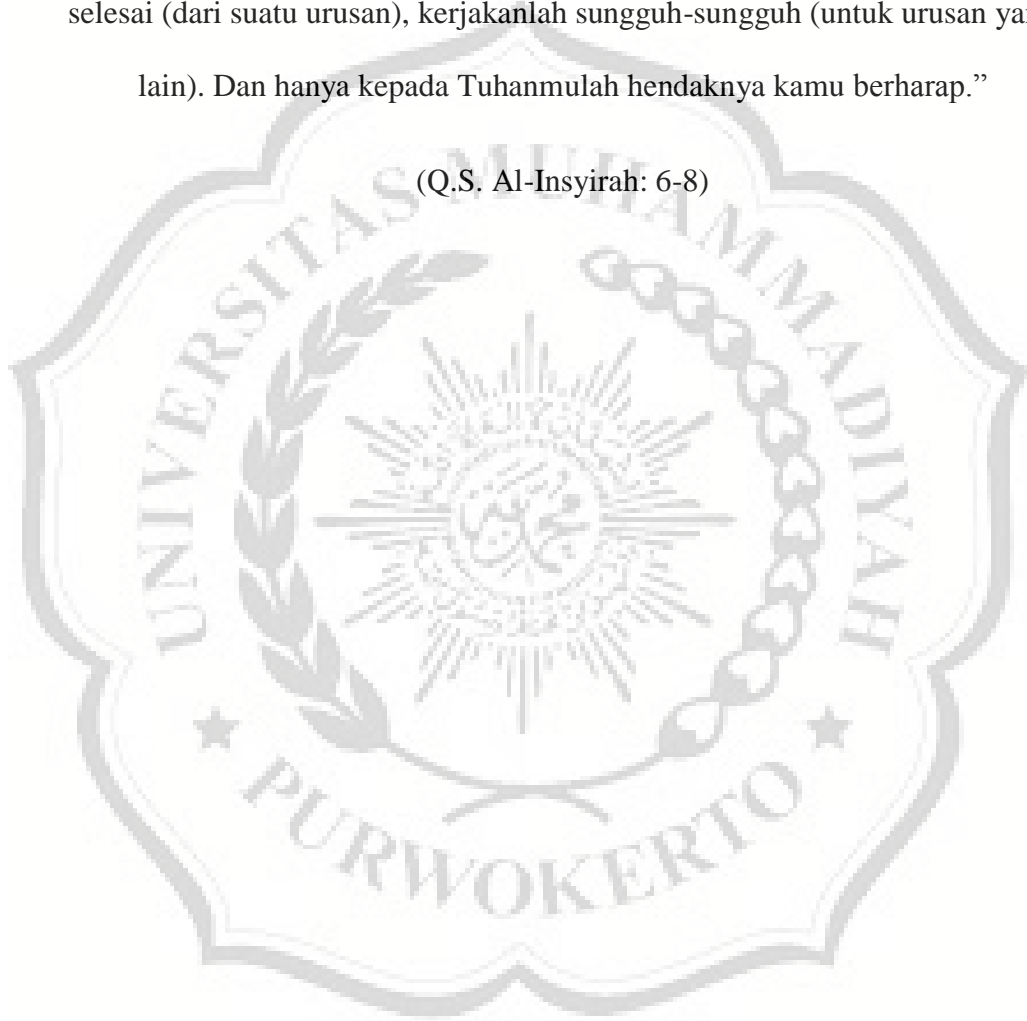 selesai (dari suatu urusan), kerjakanlah sungguh-sungguh (untuk urusan
lain). Dan hanya kepada Tuhanmulah hendaknya kamu berharap.”
(Q.S. Al-Insyirah: 6-8)
UNIVERSITAS MUHAMMADIYAH
PURWOKERTO